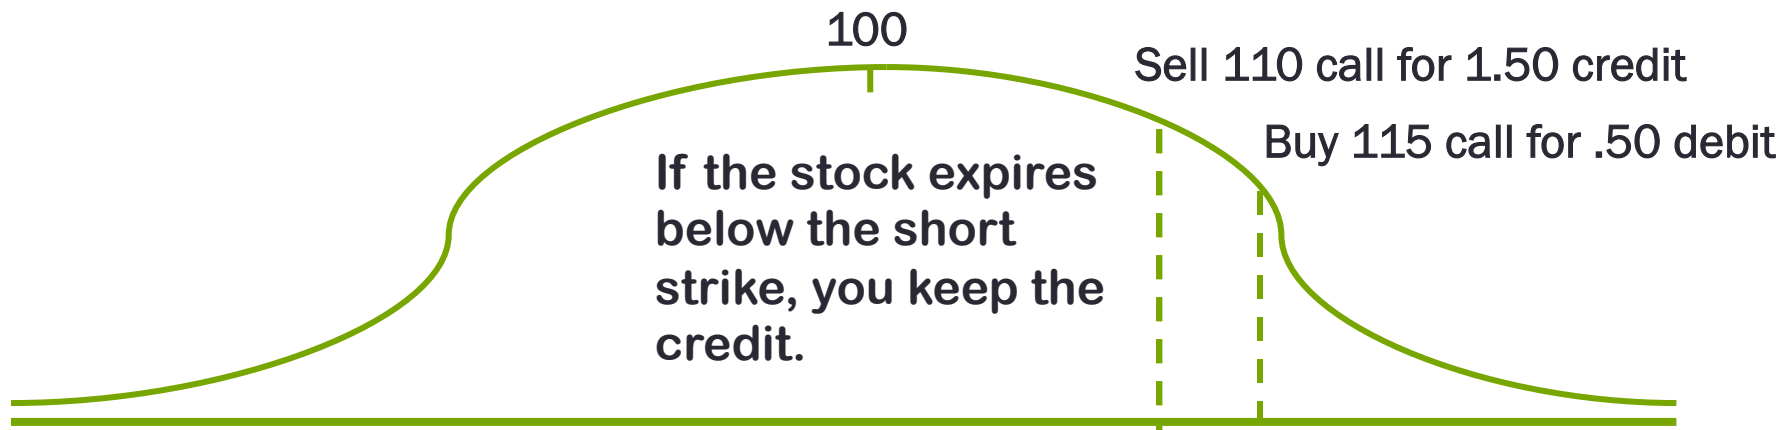 100
Sell 110 call for 1.50 credit
Buy 115 call for .50 debit
If the stock expires
below the short
strike, you keep the
credit.